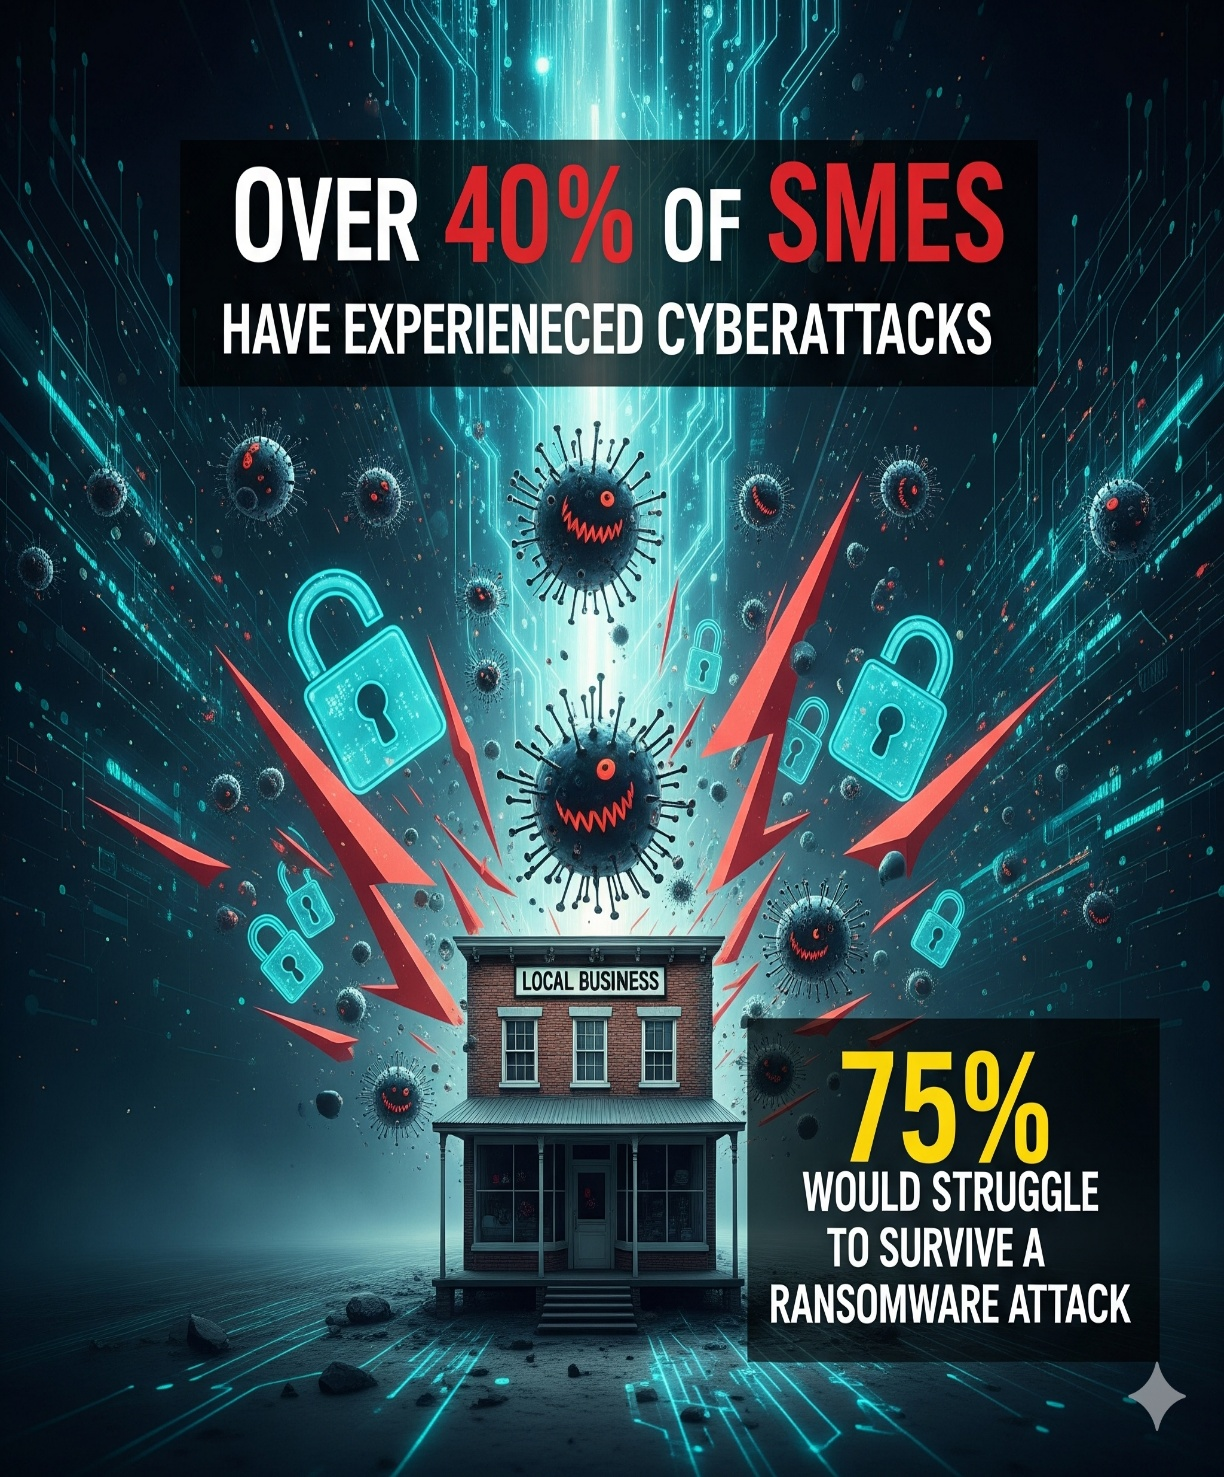 OVER 40% OF SMES
HAVE EXPERIENECED CYBERATTACKS
LOCAL BUSINESS
75%
WOULD STRUGGLE
TO SURVIVE A
RANSOMWARE ATTACK